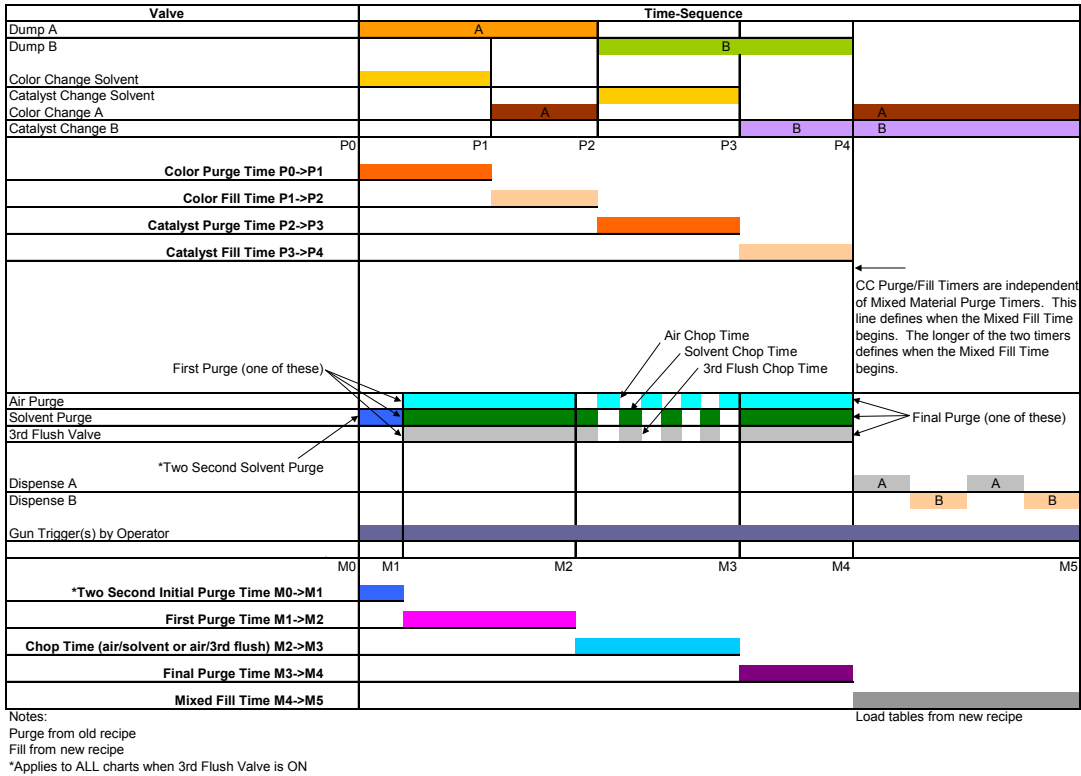 Valve Time-Sequence
Dump A A
Dump B B
Color Change Solvent
Catalyst Change Solvent
Color Change A A A
Catalyst Change B B B
P0 P1 P2 P3 P4
Color Purge Time P0->P1
Color Fill Time P1->P2
Catalyst Purge Time P2->P3
Catalyst Fill Time P3->P4
CC Purge/Fill Timers are independent
of Mixed Material Purge Timers. This
line defines when the Mixed Fill Time
begins. The longer of the two timers
defines when the Mixed Fill Time
begins.
Air Chop Time
Solvent Chop Time
3rd Flush Chop Time
First Purge (one of these)
Air Purge
Solvent Purge
Final Purge (one of these)
3rd Flush Valve
*Two Second Solvent Purge
Dispense A A A
Dispense B B B
Gun Trigger(s) by Operator
M0 M1 M2 M3 M4 M5
*Two Second Initial Purge Time M0->M1
First Purge Time M1->M2
Chop Time (air/solvent or air/3rd flush) M2->M3
Final Purge Time M3->M4
Mixed Fill Time M4->M5
Notes: Load tables from new recipe
Purge from old recipe
Fill from new recipe
*Applies to ALL charts when 3rd Flush Valve is ON